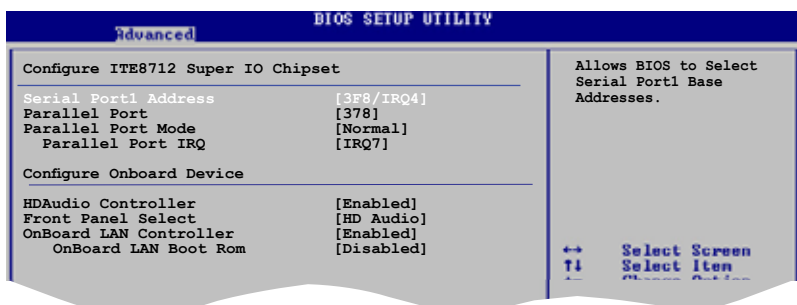 BIOS SETUP UTILITY
Advanced
Configure ITE8712 Super IO Chipset
Serial Port1 Address [3F8/IRQ4]
Parallel Port [378]
Parallel Port Mode [Normal]
Parallel Port IRQ [IRQ7]
Configure Onboard Device
HDAudio Controller [Enabled]
Front Panel Select [HD Audio]
OnBoard LAN Controller [Enabled]
OnBoard LAN Boot Rom [Disabled]
Allows BIOS to Select
Serial Port1 Base
Addresses.
↔ Select Screen
↑↓ Select Item